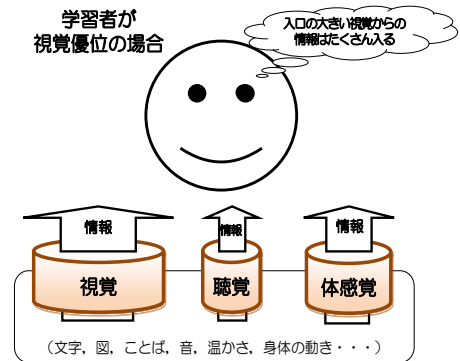 学習者が
視覚優位の場合
入口の大きい視覚からの
情報はたくさん入る
情報
情報
情報
視覚
聴覚
体感覚
（文字，図，ことば，音，温かさ，身体の動き・・・）